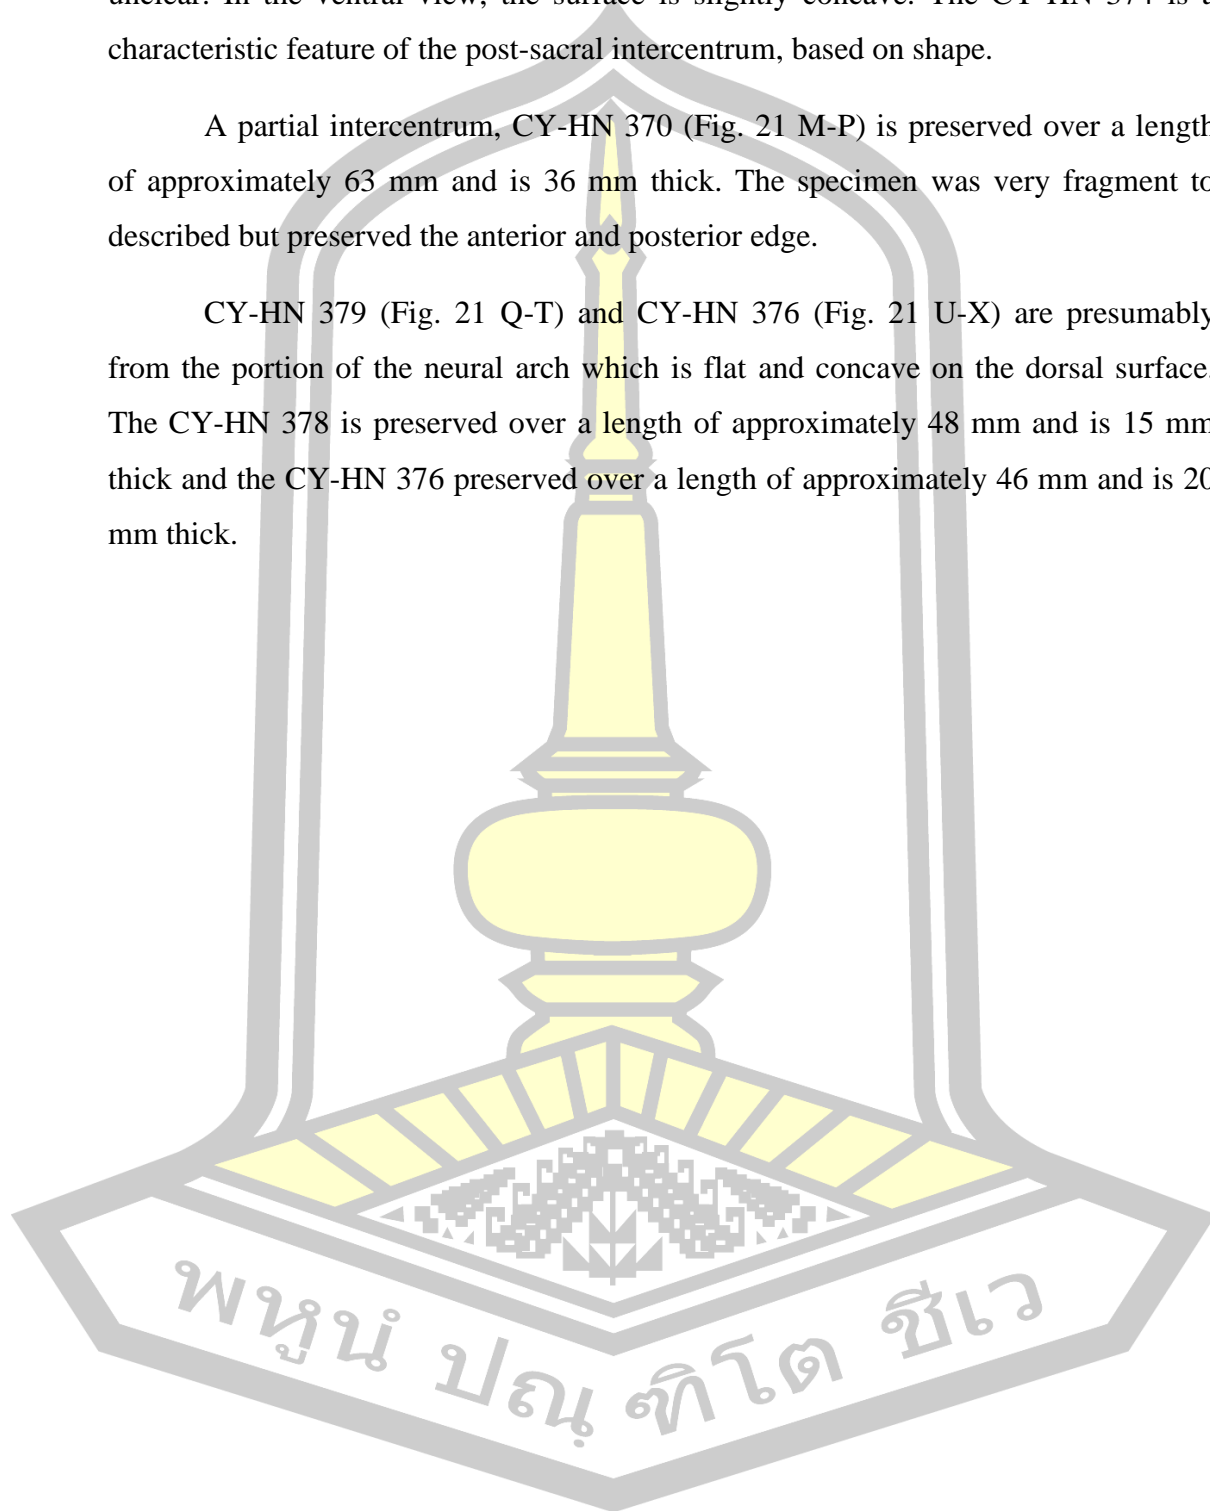 unclear. In the ventral view, the surface is slightly concave. The CY-HN 374 is
characteristic feature of the post-sacral intercentrum, based on shape.
A partial intercentrum, CY-HN 370 (Fig. 21 M-P) is preserved over a length
of approximately 63 mm and is 36 mm thick. The specimen was very fragment to
described but preserved the anterior and posterior edge.
CY-HN 379 (Fig. 21 Q-T) and CY-HN 376 (Fig. 21 U-X) are presumably
from the portion of the neural arch which is flat and concave on the dorsal surface.
The CY-HN 378 is preserved over a length of approximately 48 mm and is 15 mm
thick and the CY-HN 376 preserved over a length of approximately 46 mm and is 20
mm thick.
พหูนํ ปณฺฑิโต ชีเว